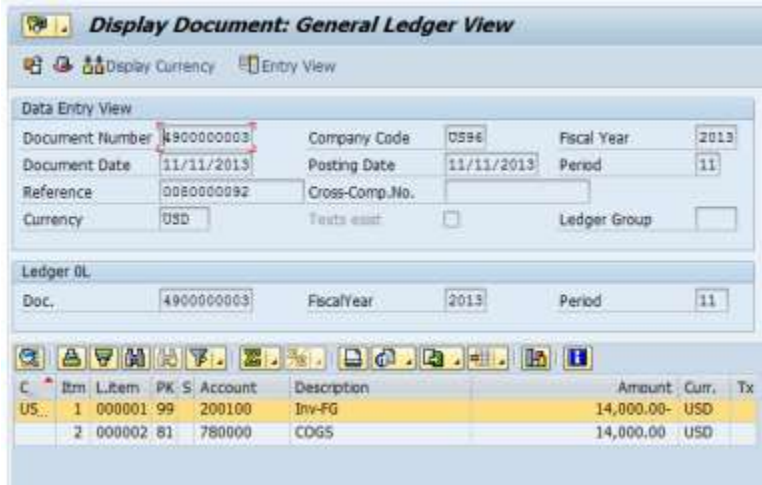 Display Document: General Ledger View
Display Currency Entry View
Data Entry View
Document Number 4900000003 Company Code US96 Fiscal Year 2013
Document Date 11/11/2013 Posting Date 11/11/2013 Period 11
Reference 0080000092 Cross-Comp.No.
Currency USD Texts exist Ledger Group
Ledger 0L
Doc. 4900000003 FiscalYear 2013 Period 11
C. Itm L.item PK S Account Description Amount Curr. Tx
US... 1 000001 99 200100 Inv-FG 14,000.00- USD
2 000002 81 780000 COGS 14,000.00 USD